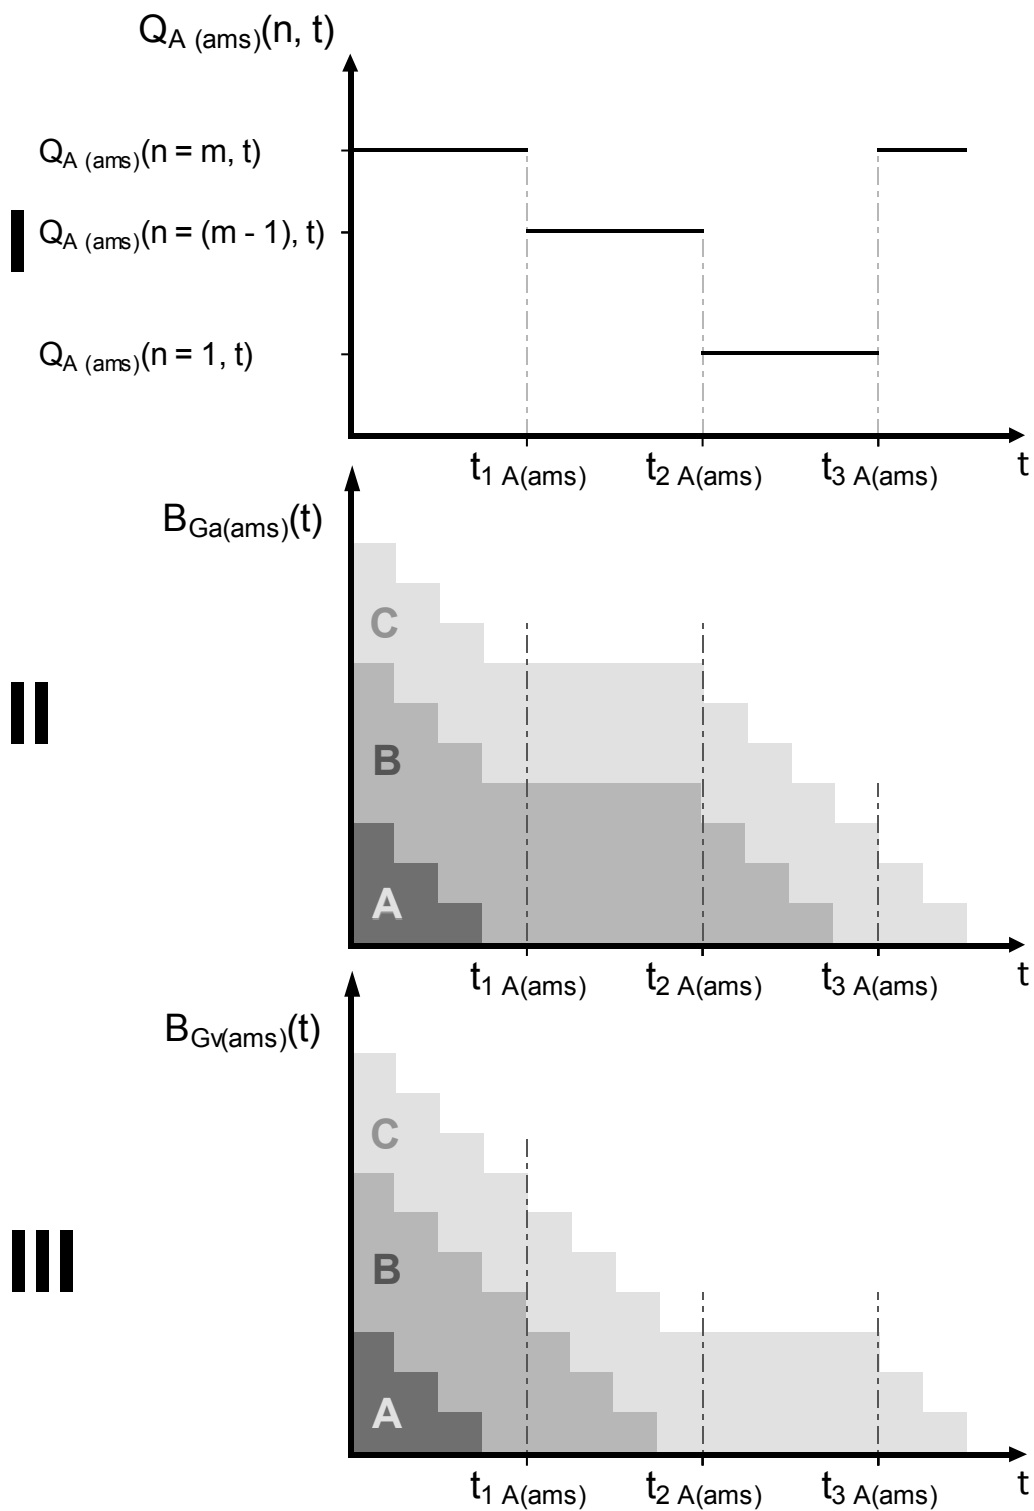 Q_A (ams)(n, t)
Q_A (ams)(n = m, t)
I
Q_A (ams)(n = (m - 1), t)
Q_A (ams)(n = 1, t)
t_1 A(ams) t_2 A(ams) t_3 A(ams) t
B_Ga(ams)(t)
C
II
B
A
t_1 A(ams) t_2 A(ams) t_3 A(ams) t
B_Gv(ams)(t)
C
III
B
A
t_1 A(ams) t_2 A(ams) t_3 A(ams) t